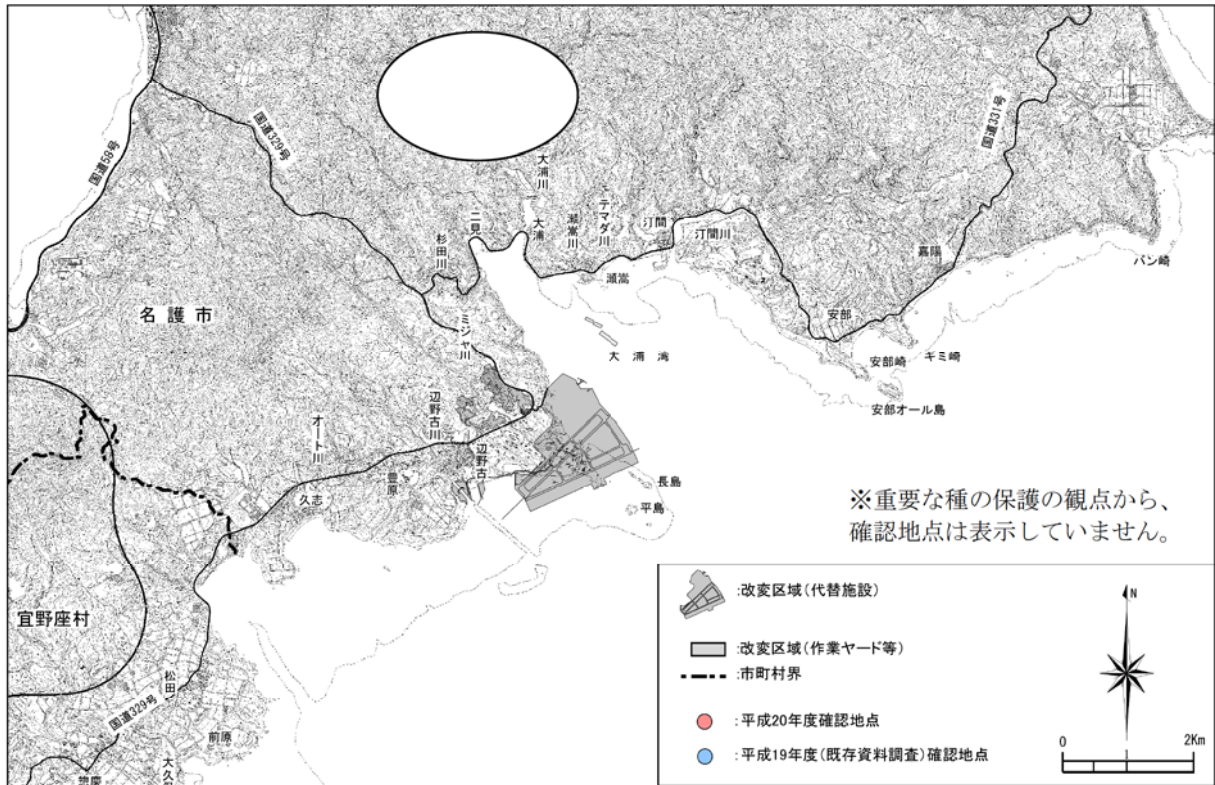 国道58号
国道329号
国道331号
大浦川
二見
大浦
瀬嵩川
テマダ川
汀間
汀間川
杉田川
瀬嵩
嘉陽
バン崎
名護市
ミジャ川
大浦湾
安部
安部崎
ギミ崎
安部オール島
辺野古川
オート川
辺野古
豊原
久志
長島
平島
※重要な種の保護の観点から、
確認地点は表示していません。
宜野座村
松田
国道329号
前原
惣慶
:改変区域(代替施設)
:改変区域(作業ヤード等)
:市町村界
:平成20年度確認地点
:平成19年度(既存資料調査)確認地点
N
0 2Km